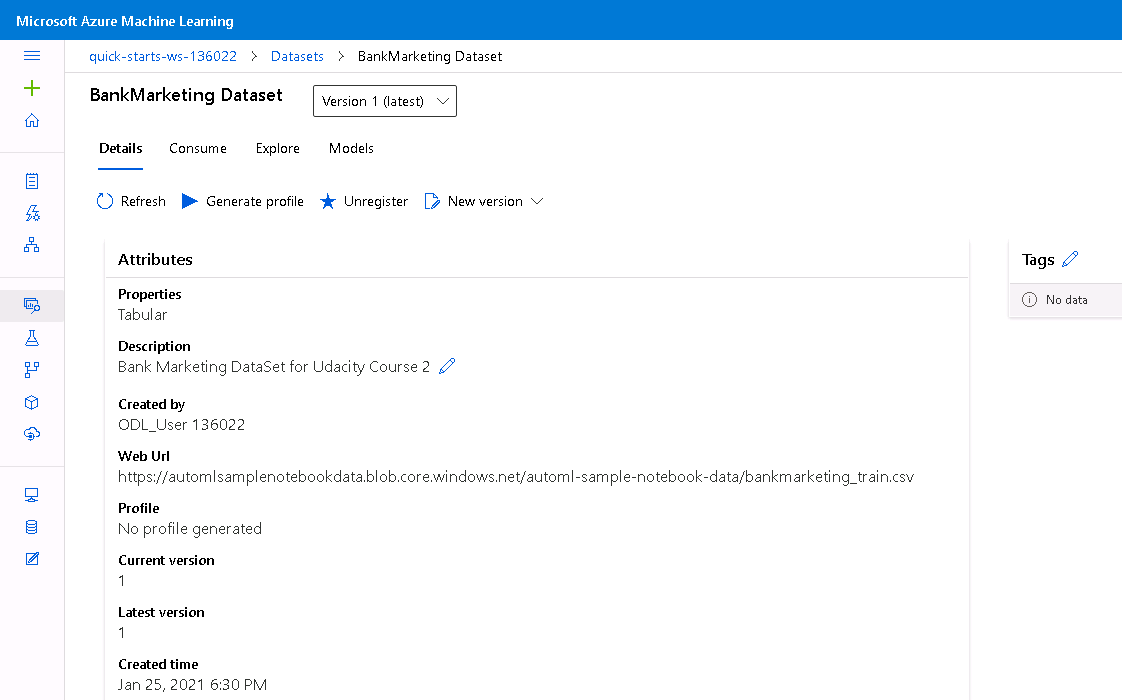 Microsoft Azure Machine Learning
quick-starts-ws-136022 > Datasets > BankMarketing Dataset
BankMarketing Dataset
Version 1 (latest)
Details Consume Explore Models
Refresh Generate profile Unregister New version
Attributes
Properties
Tabular
Description
Bank Marketing DataSet for Udacity Course 2
Created by
ODL_User 136022
Web Url
https://automlsamplenotebookdata.blob.core.windows.net/automl-sample-notebook-data/bankmarketing_train.csv
Profile
No profile generated
Current version
1
Latest version
1
Created time
Jan 25, 2021 6:30 PM
Tags
No data